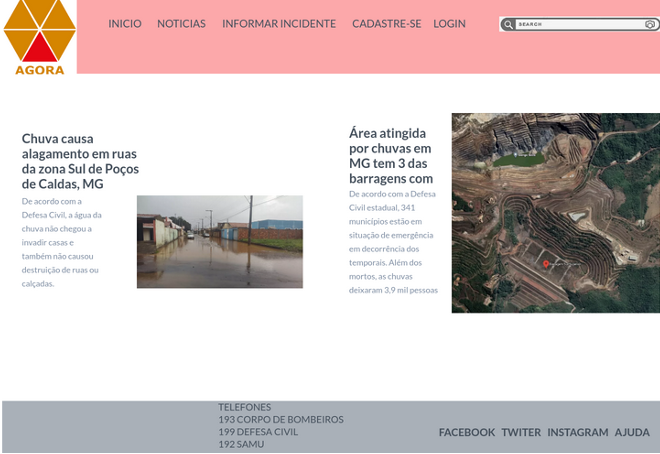 INICIO NOTICIAS INFORMAR INCIDENTE CADASTRE-SE LOGIN
SEARCH
AGORA
Chuva causa
alagamento em ruas
da zona Sul de Poços
de Caldas, MG
De acordo com a
Defesa Civil, a água da
chuva não chegou a
invadir casas e
também não causou
destruição de ruas ou
calçadas.
Área atingida
por chuvas em
MG tem 3 das
barragens com
De acordo com a Defesa
Civil estadual, 341
municípios estão em
situação de emergência
em decorrência dos
temporais. Além dos
mortos, as chuvas
deixaram 3,9 mil pessoas
TELEFONES
193 CORPO DE BOMBEIROS
199 DEFESA CIVIL
192 SAMU
FACEBOOK TWITER INSTAGRAM AJUDA